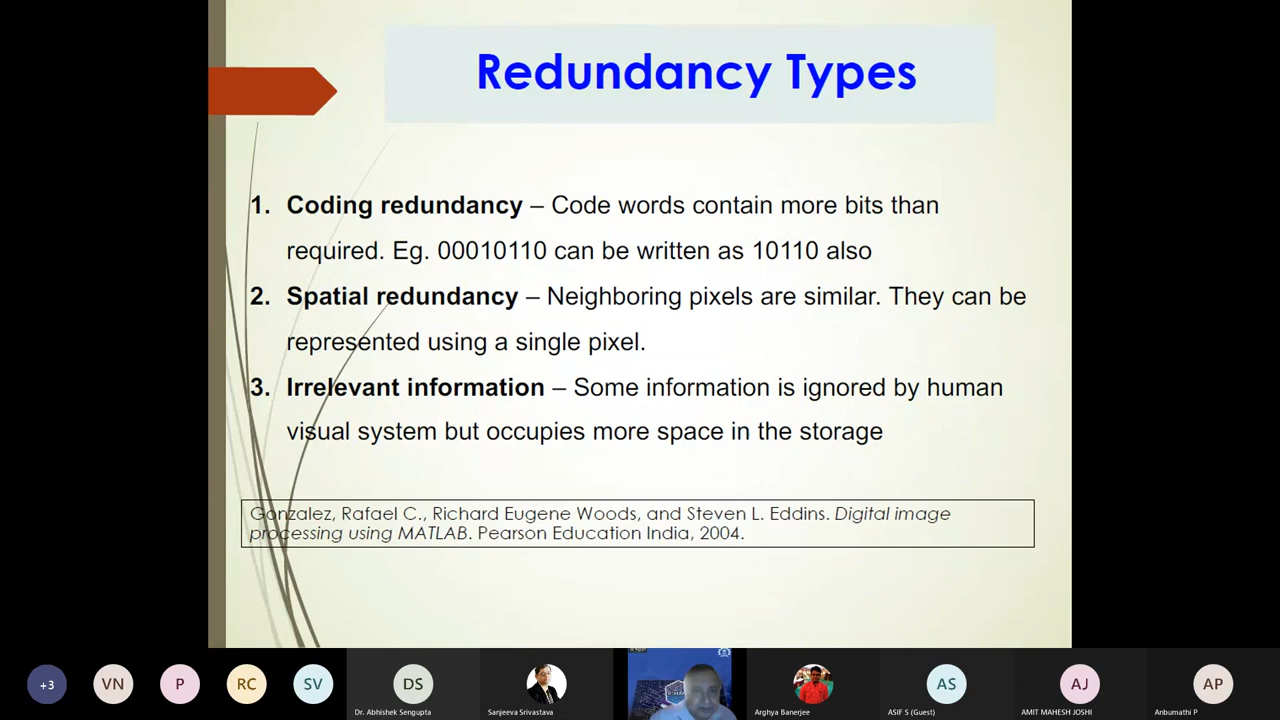 Redundancy Types
1. Coding redundancy – Code words contain more bits than
required. Eg. 00010110 can be written as 10110 also
2. Spatial redundancy – Neighboring pixels are similar. They can be
represented using a single pixel.
3. Irrelevant information – Some information is ignored by human
visual system but occupies more space in the storage
Gonzalez, Rafael C., Richard Eugene Woods, and Steven L. Eddins. Digital image
processing using MATLAB. Pearson Education India, 2004.
+3
VN
P
RC
SV
DS
Dr. Abhishek Sengupta
Sanjeeva Srivastava
Arghya Banerjee
AS
ASIF S (Guest)
AJ
AMIT MAHESH JOSHI
AP
Anbumathi P